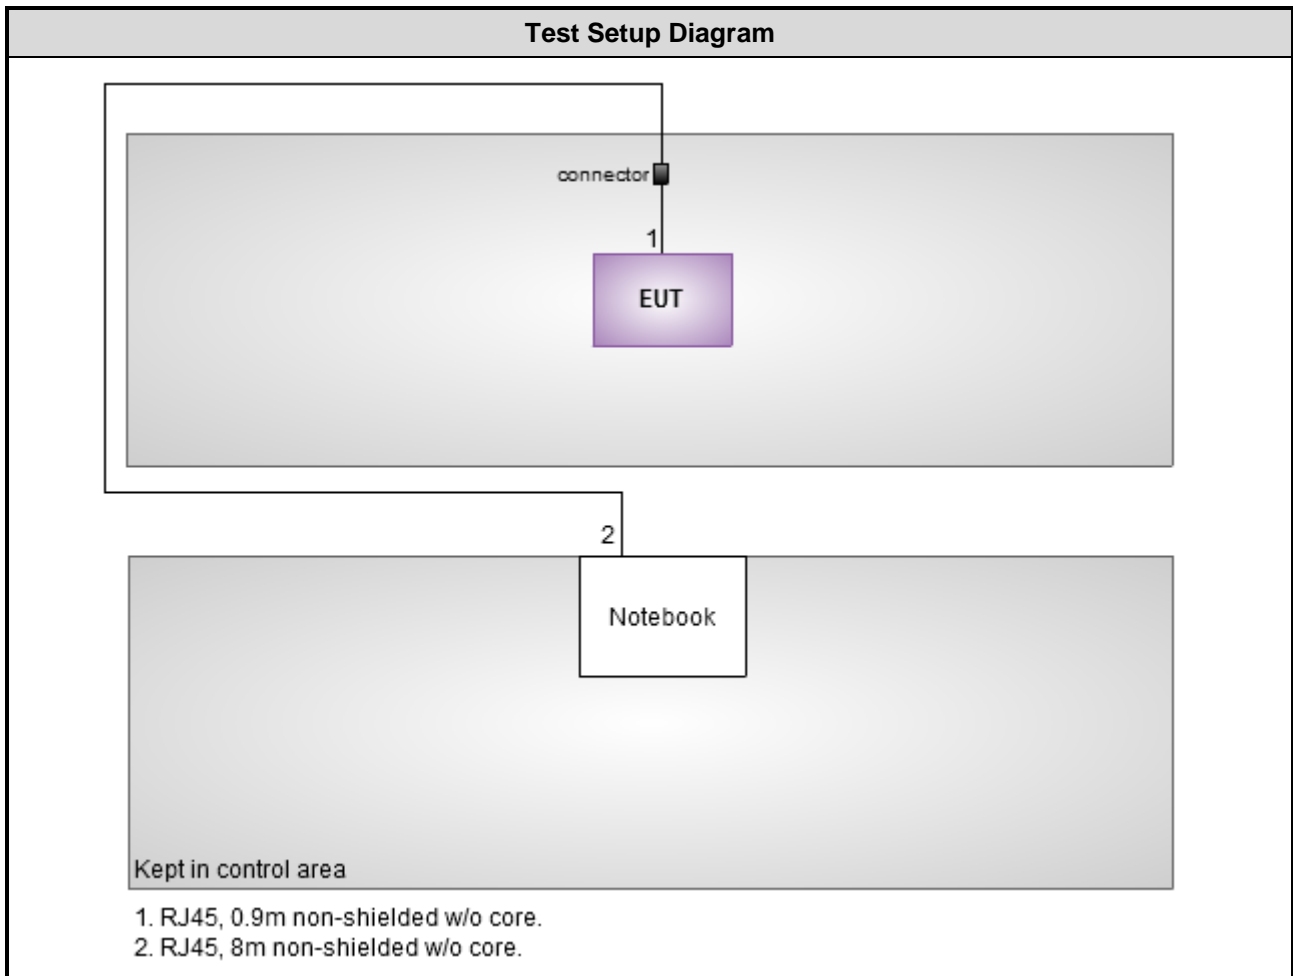 Test Setup Diagram
connector
1
EUT
2
Notebook
Kept in control area
1. RJ45, 0.9m non-shielded w/o core.
2. RJ45, 8m non-shielded w/o core.